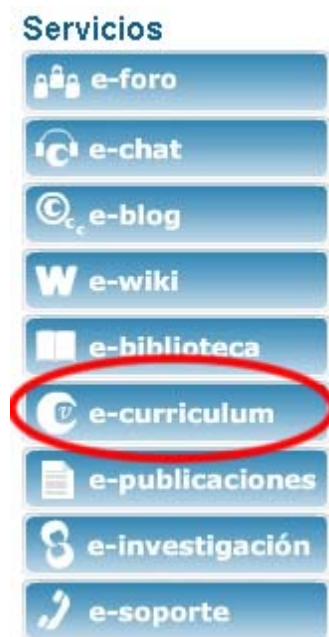 Servicios
e-foro
e-chat
e-blog
e-wiki
e-biblioteca
e-curriculum
e-publicaciones
e-investigación
e-soporte